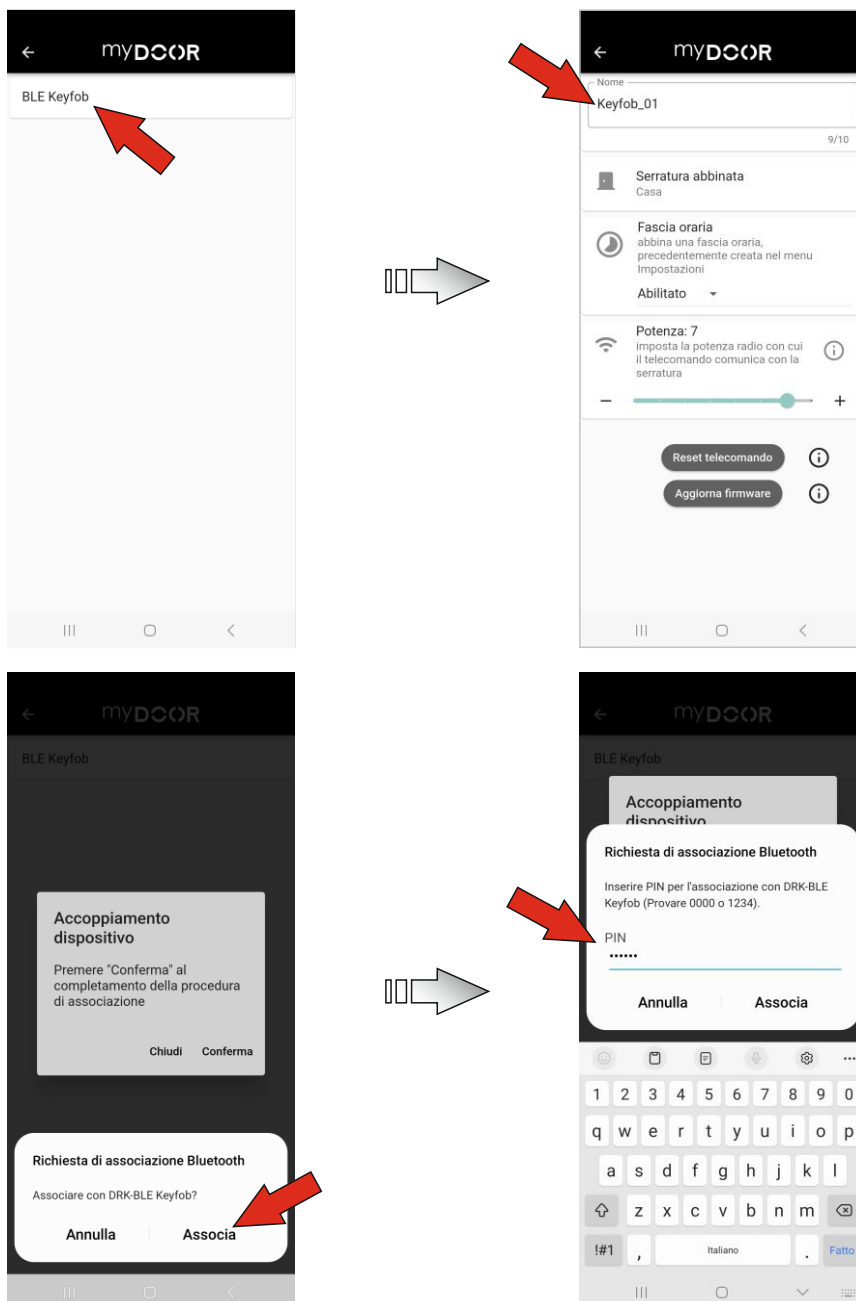 myDOOR
BLE Keyfob
myDOOR
Nome
Keyfob_01
9/10
Serratura abbinata
Casa
Fascia oraria
abbina una fascia oraria,
precedentemente creata nel menu
Impostazioni
Abilitato
Potenza: 7
imposta la potenza radio con cui
il telecomando comunica con la
serratura
Reset telecomando
Aggiorna firmware
myDOOR
BLE Keyfob
Accoppiamento
dispositivo
Premere "Conferma" al
completamento della procedura
di associazione
Chiudi Conferma
Richiesta di associazione Bluetooth
Associare con DRK-BLE Keyfob?
Annulla Associa
myDOOR
BLE Keyfob
Accoppiamento
dispositivo
Richiesta di associazione Bluetooth
Inserire PIN per l'associazione con DRK-BLE
Keyfob (Provare 0000 o 1234).
PIN
••••••
Annulla Associa
1 2 3 4 5 6 7 8 9 0
q w e r t y u i o p
a s d f g h j k l
z x c v b n m
!#1 , Italiano . Fatto